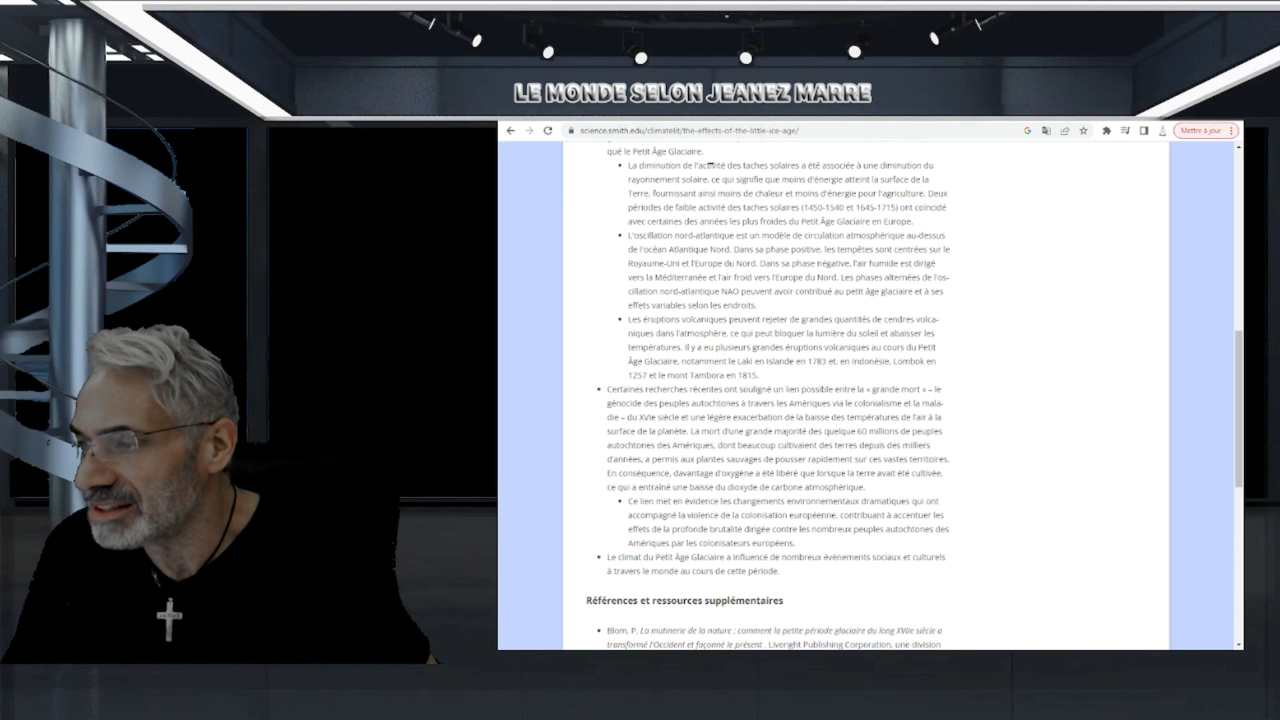 LE MONDE SELON JEANEZ MARRE
science.smith.edu/climatelit/the-effects-of-the-little-ice-age/
Mettre à jour
qué le Petit Âge Glaciaire.
• La diminution de l'activité des taches solaires a été associée à une diminution du
rayonnement solaire, ce qui signifie que moins d'énergie atteint la surface de la
Terre, fournissant ainsi moins de chaleur et moins d'énergie pour l'agriculture. Deux
périodes de faible activité des taches solaires (1450-1540 et 1645-1715) ont coïncidé
avec certaines des années les plus froides du Petit Âge Glaciaire en Europe.
• L'oscillation nord-atlantique est un modèle de circulation atmosphérique au-dessus
de l'océan Atlantique Nord. Dans sa phase positive, les tempêtes sont centrées sur le
Royaume-Uni et l'Europe du Nord. Dans sa phase négative, l'air humide est dirigé
vers la Méditerranée et l'air froid vers l'Europe du Nord. Les phases alternées de l'os-
cillation nord-atlantique NAO peuvent avoir contribué au petit âge glaciaire et à ses
effets variables selon les endroits.
• Les éruptions volcaniques peuvent rejeter de grandes quantités de cendres volca-
niques dans l'atmosphère, ce qui peut bloquer la lumière du soleil et abaisser les
températures. Il y a eu plusieurs grandes éruptions volcaniques au cours du Petit
Âge Glaciaire, notamment le Laki en Islande en 1783 et, en Indonésie, Lombok en
1257 et le mont Tambora en 1815.
• Certaines recherches récentes ont souligné un lien possible entre la « grande mort » – le
génocide des peuples autochtones à travers les Amériques via le colonialisme et la mala-
die – du XVIe siècle et une légère exacerbation de la baisse des températures de l'air à la
surface de la planète. La mort d'une grande majorité des quelque 60 millions de peuples
autochtones des Amériques, dont beaucoup cultivaient des terres depuis des milliers
d'années, a permis aux plantes sauvages de pousser rapidement sur ces vastes territoires.
En conséquence, davantage d'oxygène a été libéré que lorsque la terre avait été cultivée,
ce qui a entraîné une baisse du dioxyde de carbone atmosphérique.
• Ce lien met en évidence les changements environnementaux dramatiques qui ont
accompagné la violence de la colonisation européenne, contribuant à accentuer les
effets de la profonde brutalité dirigée contre les nombreux peuples autochtones des
Amériques par les colonisateurs européens.
• Le climat du Petit Âge Glaciaire a influencé de nombreux événements sociaux et culturels
à travers le monde au cours de cette période.
Références et ressources supplémentaires
• Blom, P. La mutinerie de la nature : comment la petite période glaciaire du long XVIIe siècle a
transformé l'Occident et façonné le présent . Liveright Publishing Corporation, une division